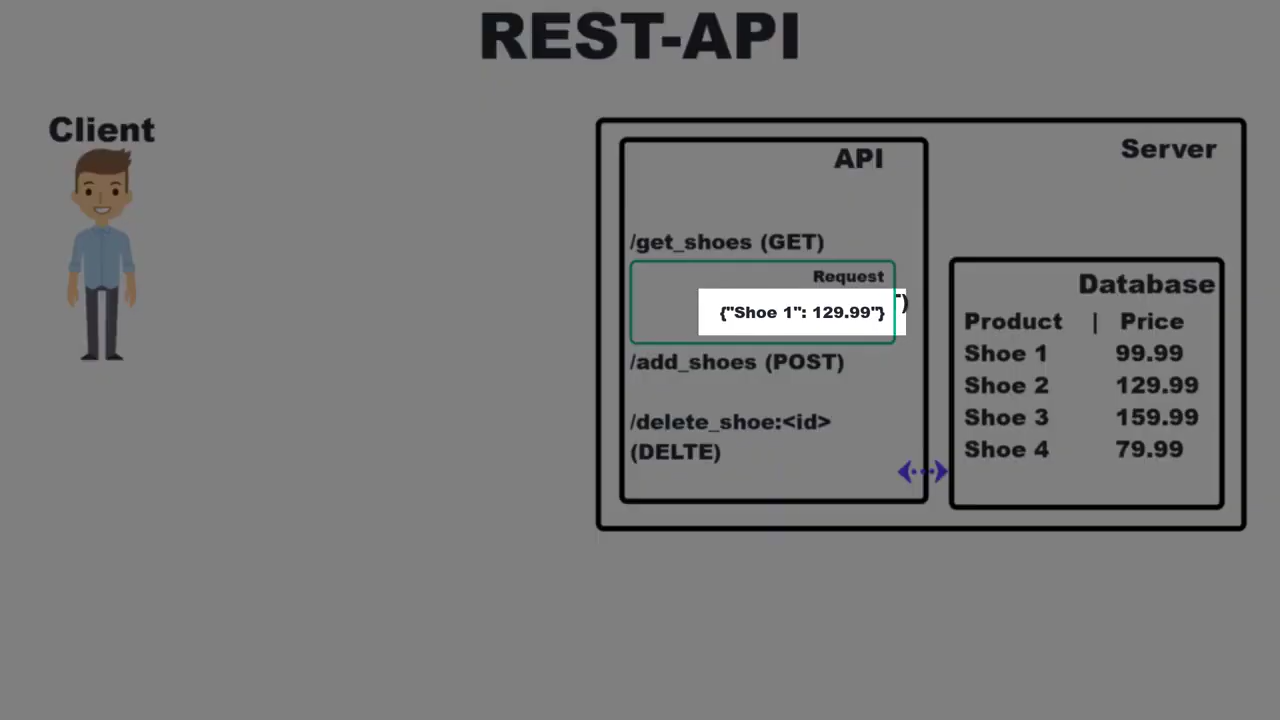 REST-API
Client
API
Server
/get_shoes (GET)
Request
{"Shoe 1": 129.99"}
)
/add_shoes (POST)
/delete_shoe:<id>
(DELTE)
Database
Product | Price
Shoe 1 99.99
Shoe 2 129.99
Shoe 3 159.99
Shoe 4 79.99